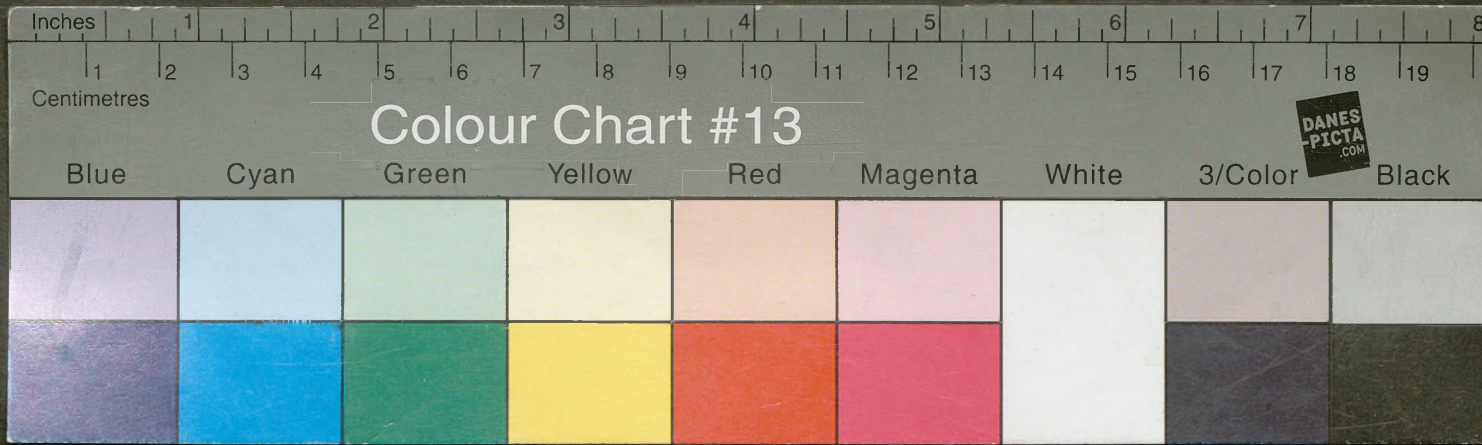 Inches 1 2 3 4 5 6 7 8
1 2 3 4 5 6 7 8 9 10 11 12 13 14 15 16 17 18 19
Centimetres
Colour Chart #13
DANES
-PICTA
.COM
Blue Cyan Green Yellow Red Magenta White 3/Color Black